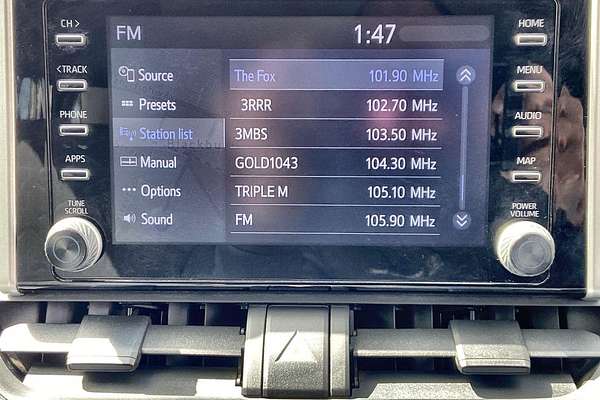 CH >
FM
1:47
HOME
< TRACK
Source
The Fox 101.90 MHz
MENU
Presets
3RRR 102.70 MHz
PHONE
Station list
3MBS 103.50 MHz
AUDIO
APPS
Manual
GOLD1043 104.30 MHz
MAP
Options
TRIPLE M 105.10 MHz
TUNE
SCROLL
Sound
FM 105.90 MHz
POWER
VOLUME